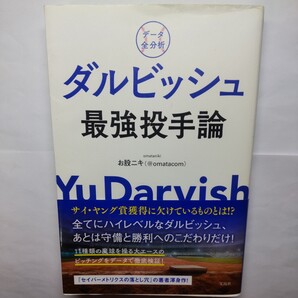 データ
全分析
ダルビッシュ
最強投手論
omatacki
お股ニキ(@omatacom)
Yu Darvish
サイ・ヤング賞獲得に欠けているものとは!?
全てにハイレベルなダルビッシュ、
あとは守備と勝利へのこだわりだけ!
11種類の魔球を操る大エースの
ピッチングをデータで徹底検証!
『セイバーメトリクスの落とし穴』の著者渾身作!